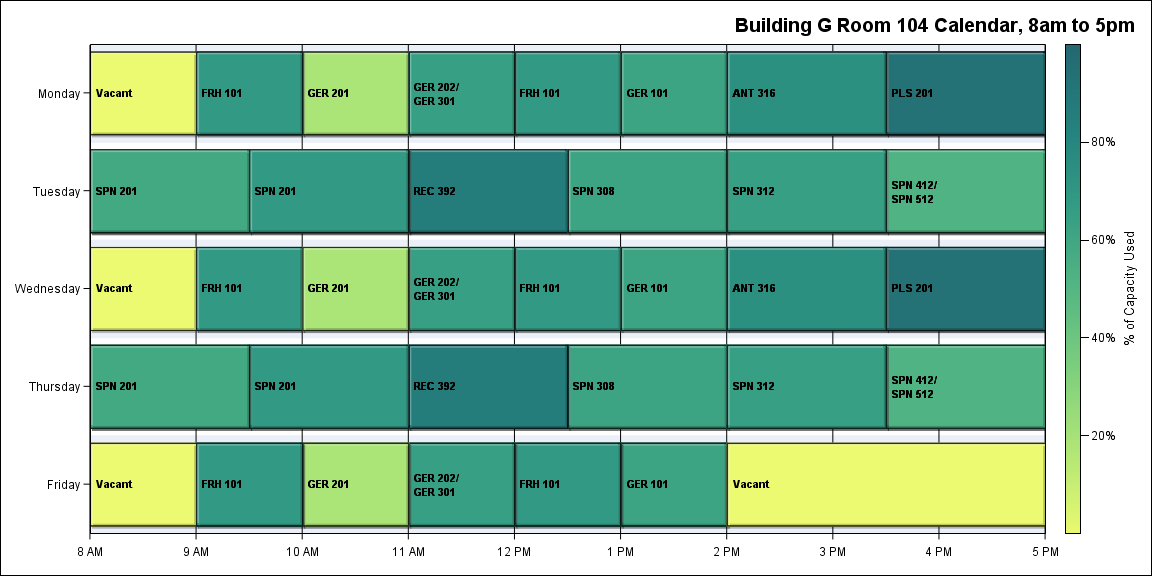 Building G Room 104 Calendar, 8am to 5pm
Monday
Vacant
FRH 101
GER 201
GER 202/
GER 301
FRH 101
GER 101
ANT 316
PLS 201
Tuesday
SPN 201
SPN 201
REC 392
SPN 308
SPN 312
SPN 412/
SPN 512
Wednesday
Vacant
FRH 101
GER 201
GER 202/
GER 301
FRH 101
GER 101
ANT 316
PLS 201
Thursday
SPN 201
SPN 201
REC 392
SPN 308
SPN 312
SPN 412/
SPN 512
Friday
Vacant
FRH 101
GER 201
GER 202/
GER 301
FRH 101
GER 101
Vacant
8 AM
9 AM
10 AM
11 AM
12 PM
1 PM
2 PM
3 PM
4 PM
5 PM
80%
60%
40%
20%
% of Capacity Used